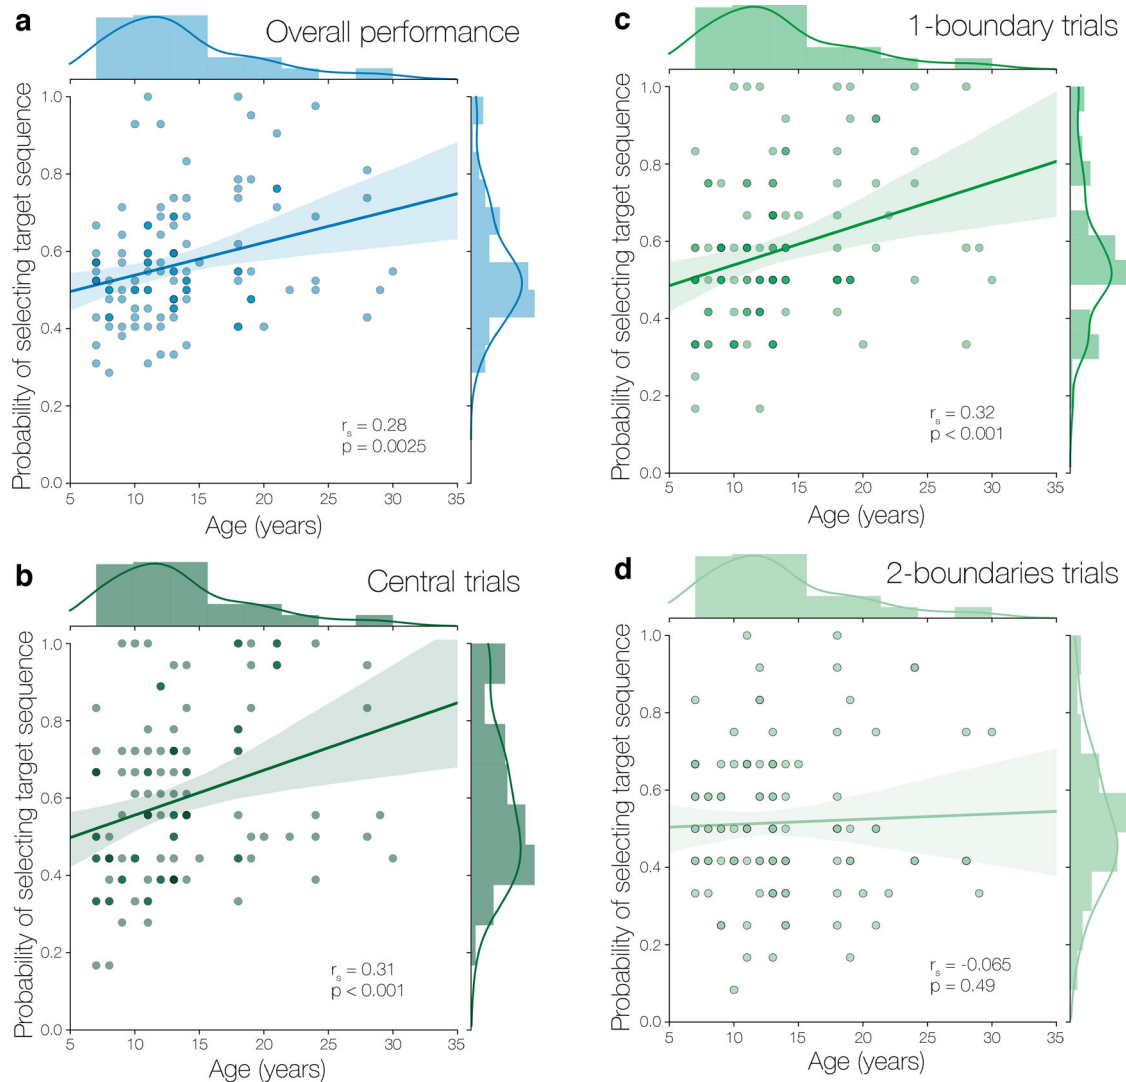 a
Overall performance
Probability of selecting target sequence
1.0
0.8
0.6
0.4
0.2
0.0
r_s = 0.28
p = 0.0025
5 10 15 20 25 30 35
Age (years)
b
Central trials
Probability of selecting target sequence
1.0
0.8
0.6
0.4
0.2
0.0
r_s = 0.31
p < 0.001
5 10 15 20 25 30 35
Age (years)
c
1-boundary trials
Probability of selecting target sequence
1.0
0.8
0.6
0.4
0.2
0.0
r_s = 0.32
p < 0.001
5 10 15 20 25 30 35
Age (years)
d
2-boundaries trials
Probability of selecting target sequence
1.0
0.8
0.6
0.4
0.2
0.0
r_s = -0.065
p = 0.49
5 10 15 20 25 30 35
Age (years)